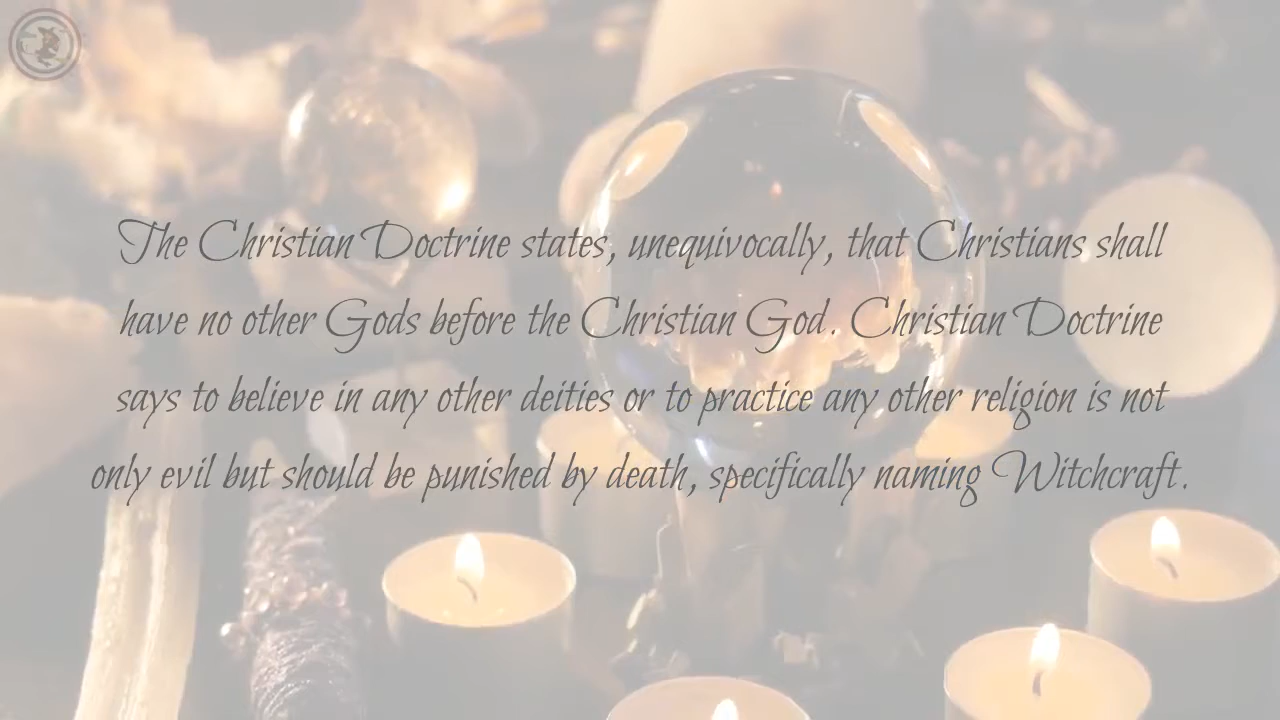 The Christian Doctrine states, unequivocally, that Christians shall
have no other Gods before the Christian God. Christian Doctrine
says to believe in any other deities or to practice any other religion is not
only evil but should be punished by death, specifically naming Witchcraft.